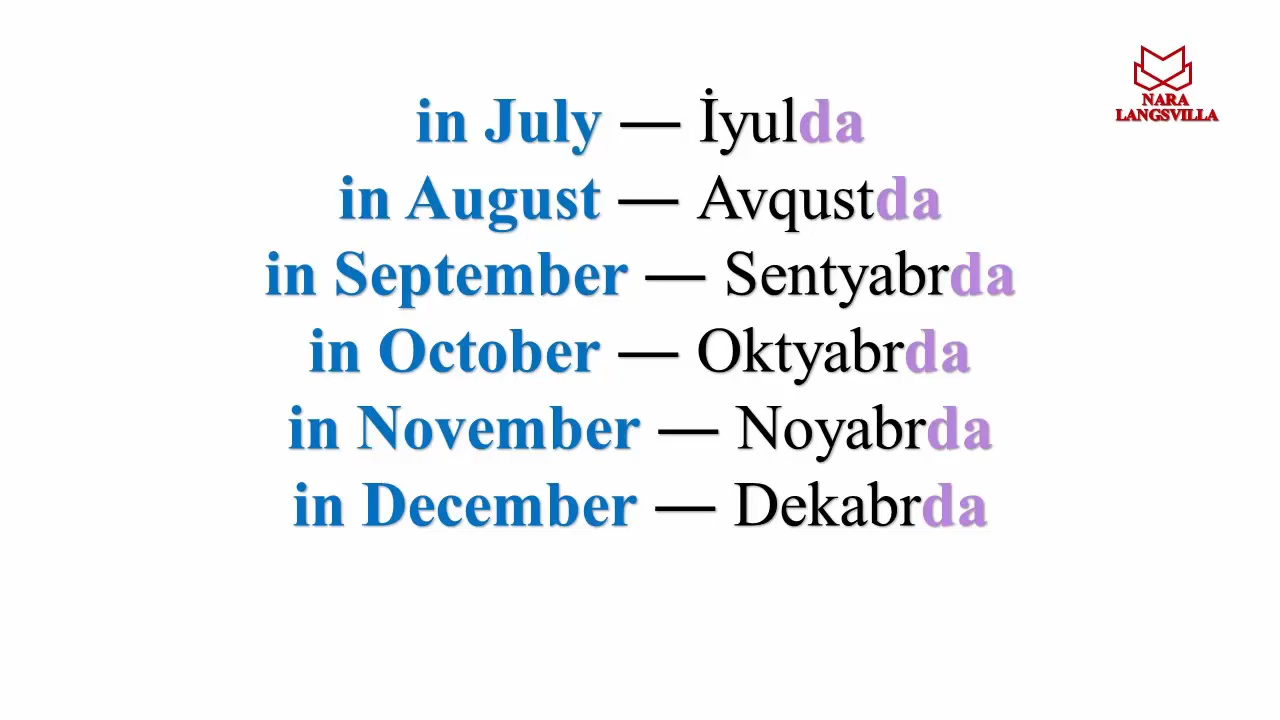 NARA
LANGSVILLA
in July — İyulda
in August — Avqustda
in September — Sentyabrda
in October — Oktyabrda
in November — Noyabrda
in December — Dekabrda